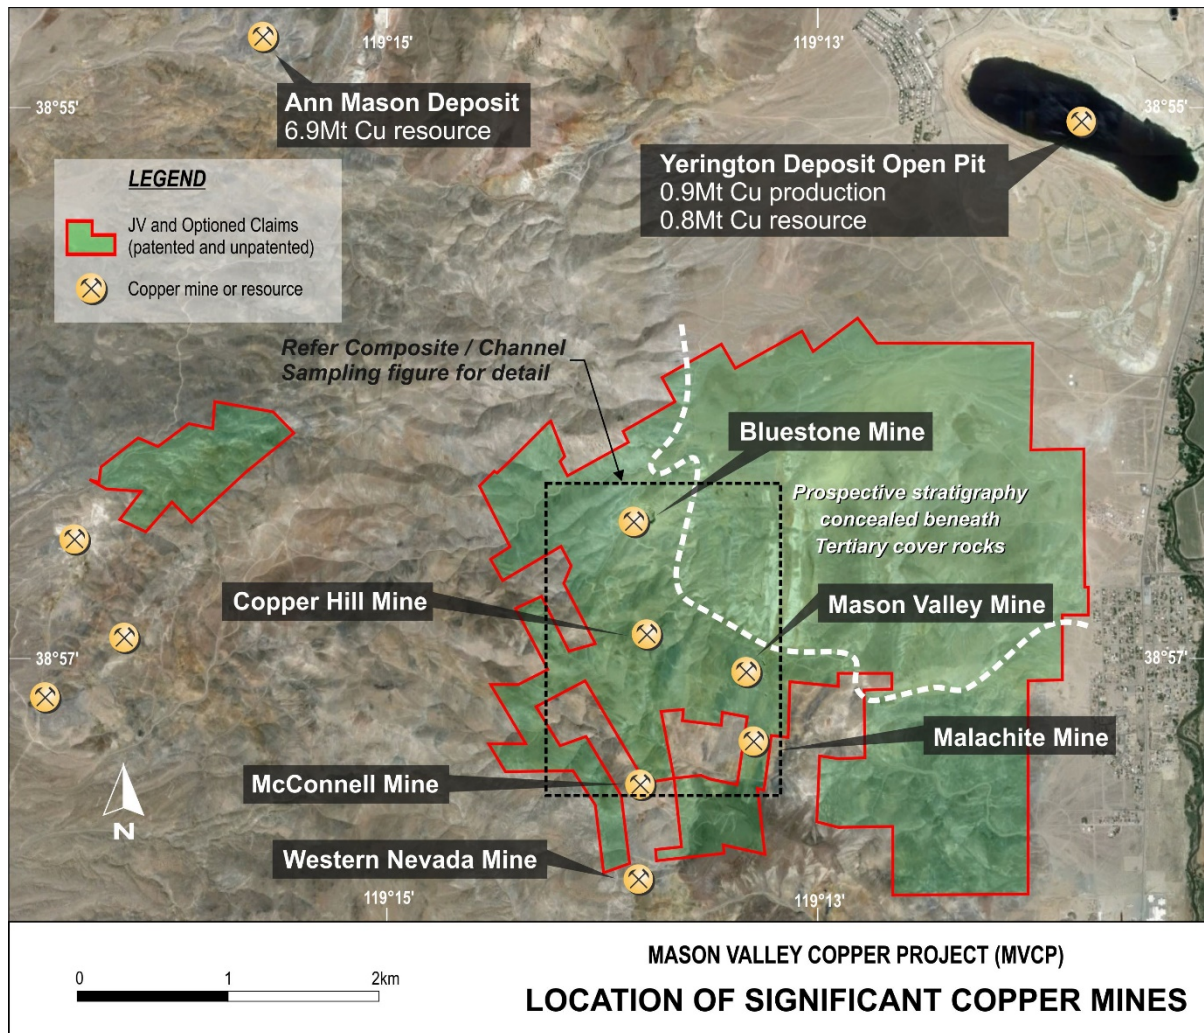 119°15'
119°13'
38°55'
38°55'
Ann Mason Deposit
6.9Mt Cu resource
Yerington Deposit Open Pit
0.9Mt Cu production
0.8Mt Cu resource
LEGEND
JV and Optioned Claims
(patented and unpatented)
Copper mine or resource
Refer Composite / Channel
Sampling figure for detail
Bluestone Mine
Prospective stratigraphy
concealed beneath
Tertiary cover rocks
Copper Hill Mine
Mason Valley Mine
38°57'
38°57'
Malachite Mine
McConnell Mine
N
Western Nevada Mine
119°15'
119°13'
0
1
2km
MASON VALLEY COPPER PROJECT (MVCP)
LOCATION OF SIGNIFICANT COPPER MINES